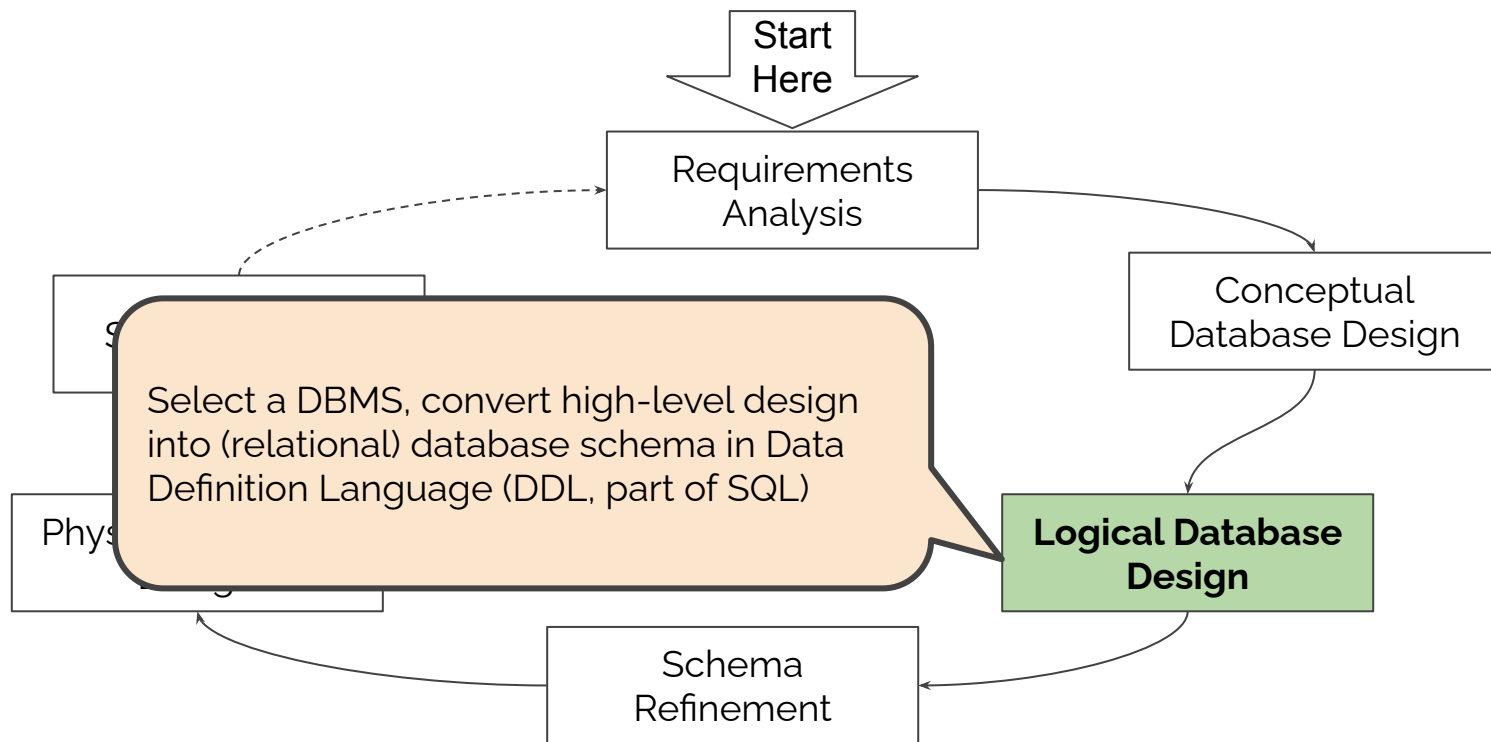 Start
Here
Requirements
Analysis
Conceptual
Database Design
Select a DBMS, convert high-level design
into (relational) database schema in Data
Definition Language (DDL, part of SQL)
Logical Database
Design
Schema
Refinement